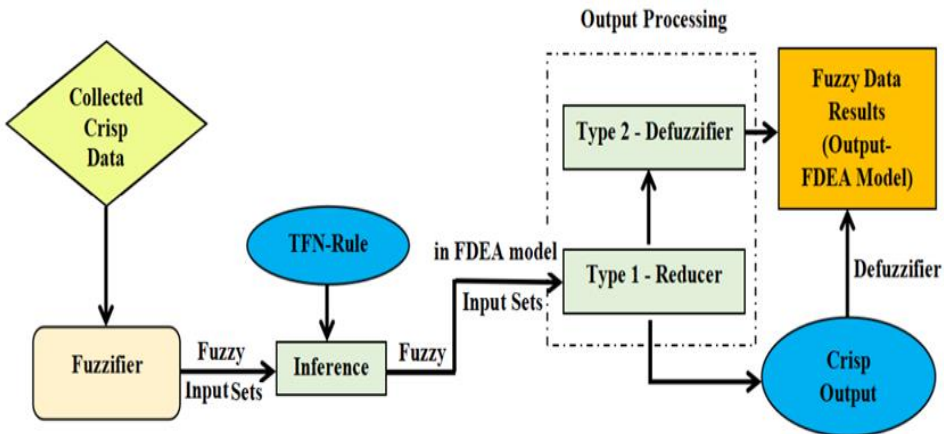 Output Processing
Collected
Crisp
Data
Type 2 - Defuzzifier
Fuzzy Data
Results
(Output-
FDEA Model)
TFN-Rule
in FDEA model
Input Sets
Type 1 - Reducer
Defuzzifier
Fuzzifier
Fuzzy
Input Sets
Inference
Fuzzy
Crisp
Output